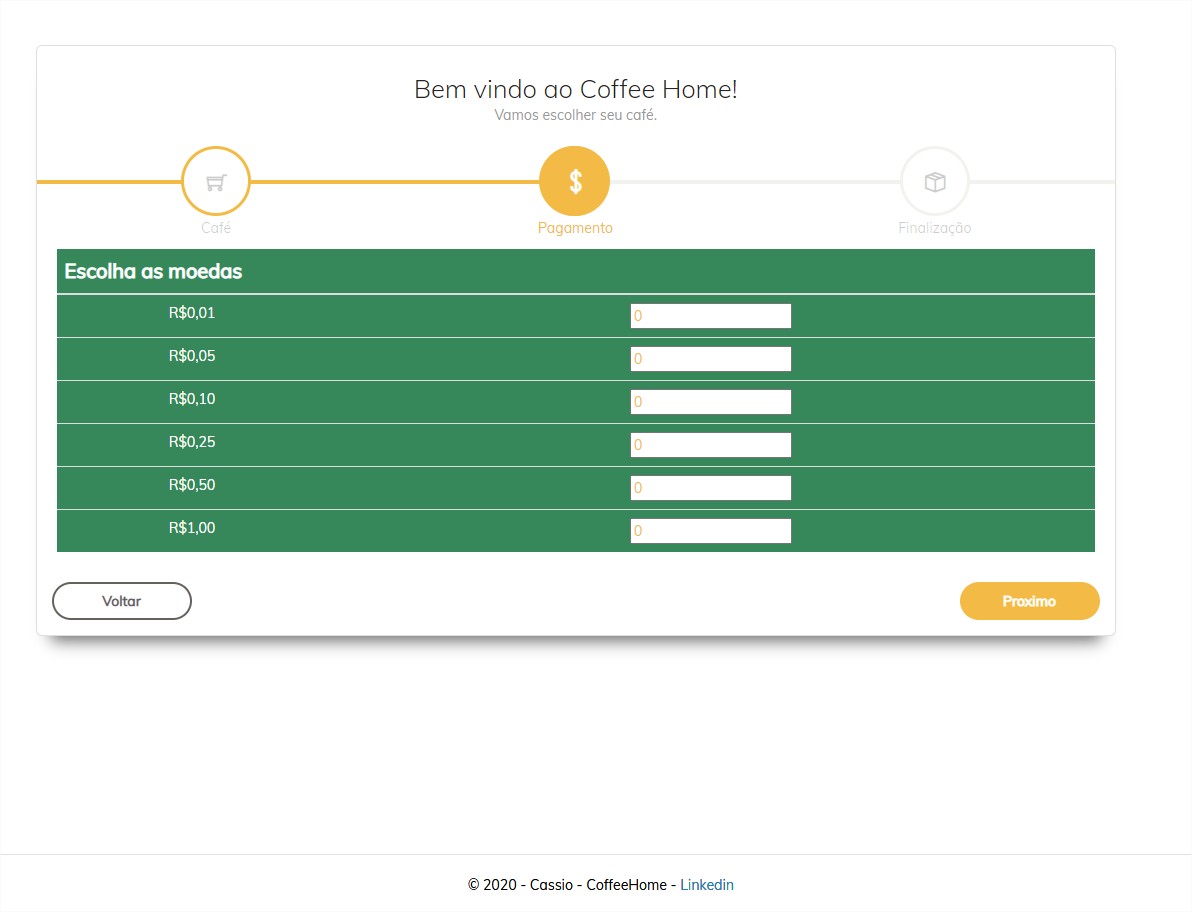 Bem vindo ao Coffee Home!
Vamos escolher seu café.
$
Café
Pagamento
Finalização
Escolha as moedas
R$0,01 0
R$0,05 0
R$0,10 0
R$0,25 0
R$0,50 0
R$1,00 0
Voltar
Proximo
© 2020 - Cassio - CoffeeHome - Linkedin